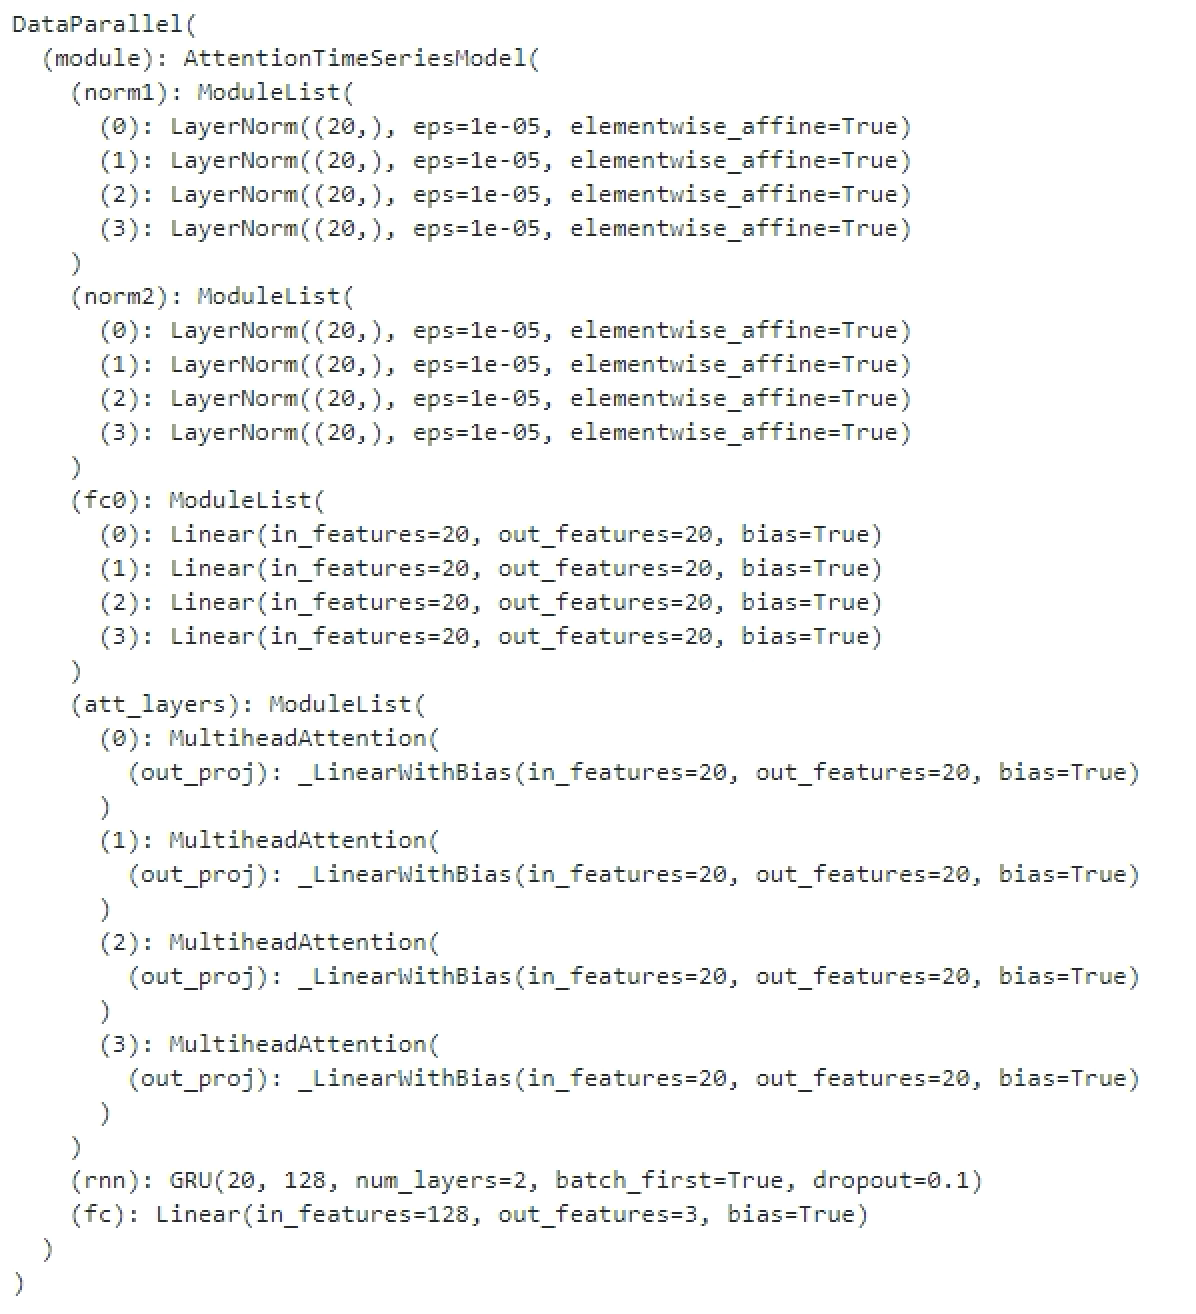 DataParallel(
  (module): AttentionTimeSeriesModel(
    (norm1): ModuleList(
      (0): LayerNorm((20,), eps=1e-05, elementwise_affine=True)
      (1): LayerNorm((20,), eps=1e-05, elementwise_affine=True)
      (2): LayerNorm((20,), eps=1e-05, elementwise_affine=True)
      (3): LayerNorm((20,), eps=1e-05, elementwise_affine=True)
    )
    (norm2): ModuleList(
      (0): LayerNorm((20,), eps=1e-05, elementwise_affine=True)
      (1): LayerNorm((20,), eps=1e-05, elementwise_affine=True)
      (2): LayerNorm((20,), eps=1e-05, elementwise_affine=True)
      (3): LayerNorm((20,), eps=1e-05, elementwise_affine=True)
    )
    (fc0): ModuleList(
      (0): Linear(in_features=20, out_features=20, bias=True)
      (1): Linear(in_features=20, out_features=20, bias=True)
      (2): Linear(in_features=20, out_features=20, bias=True)
      (3): Linear(in_features=20, out_features=20, bias=True)
    )
    (att_layers): ModuleList(
      (0): MultiheadAttention(
        (out_proj): _LinearWithBias(in_features=20, out_features=20, bias=True)
      )
      (1): MultiheadAttention(
        (out_proj): _LinearWithBias(in_features=20, out_features=20, bias=True)
      )
      (2): MultiheadAttention(
        (out_proj): _LinearWithBias(in_features=20, out_features=20, bias=True)
      )
      (3): MultiheadAttention(
        (out_proj): _LinearWithBias(in_features=20, out_features=20, bias=True)
      )
    )
    (rnn): GRU(20, 128, num_layers=2, batch_first=True, dropout=0.1)
    (fc): Linear(in_features=128, out_features=3, bias=True)
  )
)